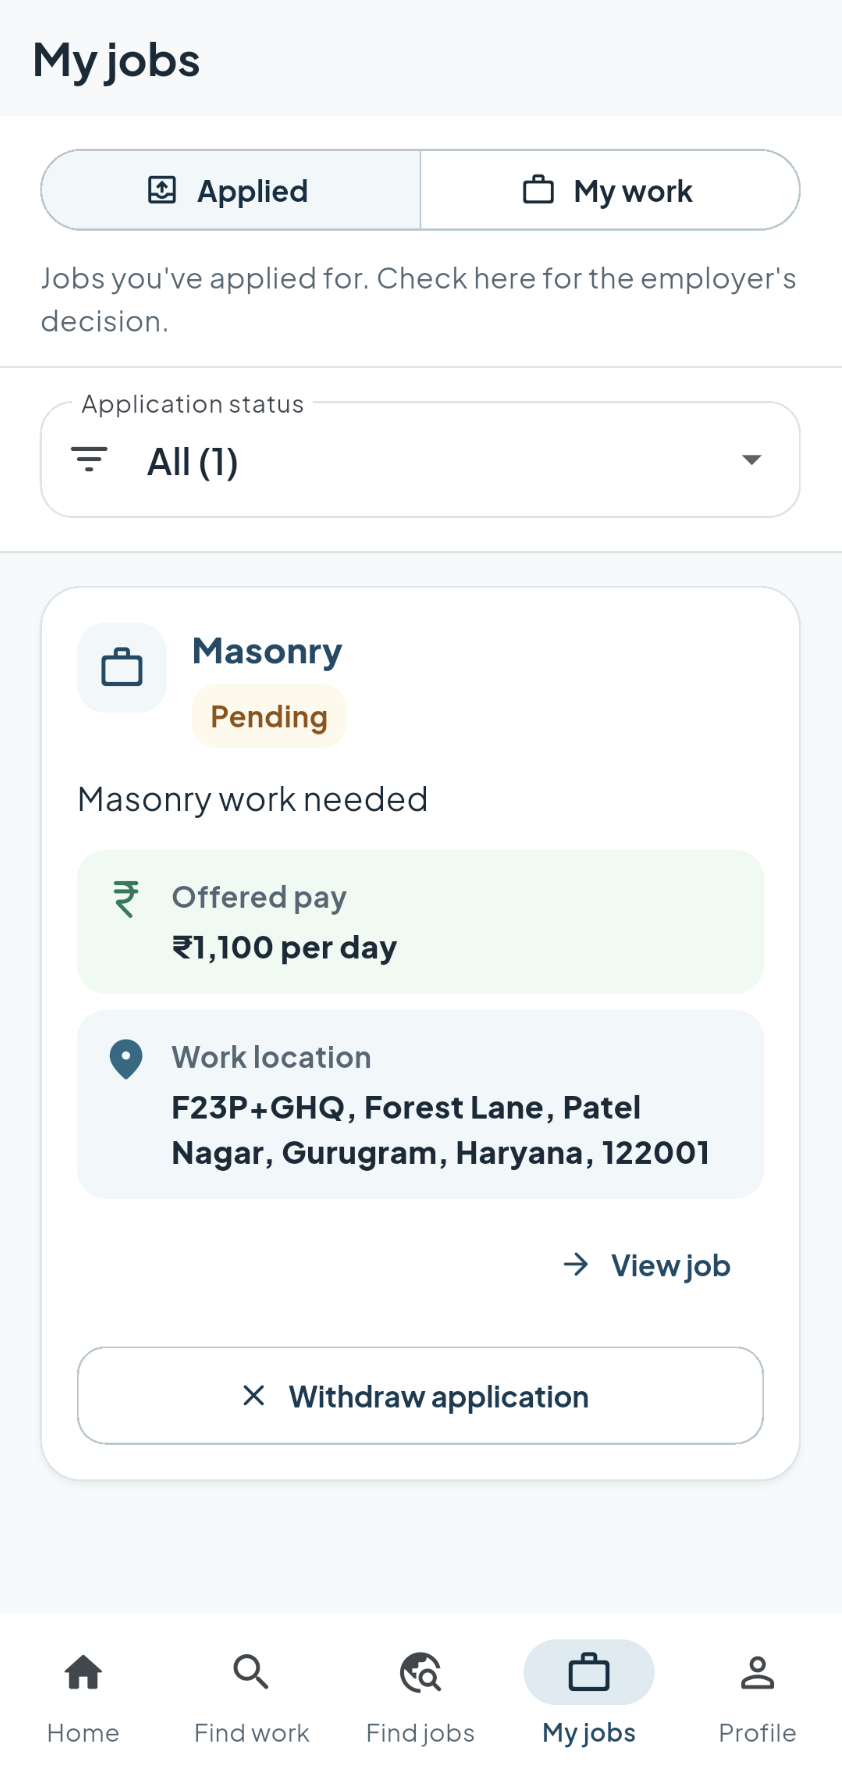 My jobs
Applied
My work
Jobs you've applied for. Check here for the employer's
decision.
Application status
All (1)
Masonry
Pending
Masonry work needed
₹
Offered pay
₹1,100 per day
Work location
F23P+GHQ, Forest Lane, Patel
Nagar, Gurugram, Haryana, 122001
View job
Withdraw application
Home
Find work
Find jobs
My jobs
Profile